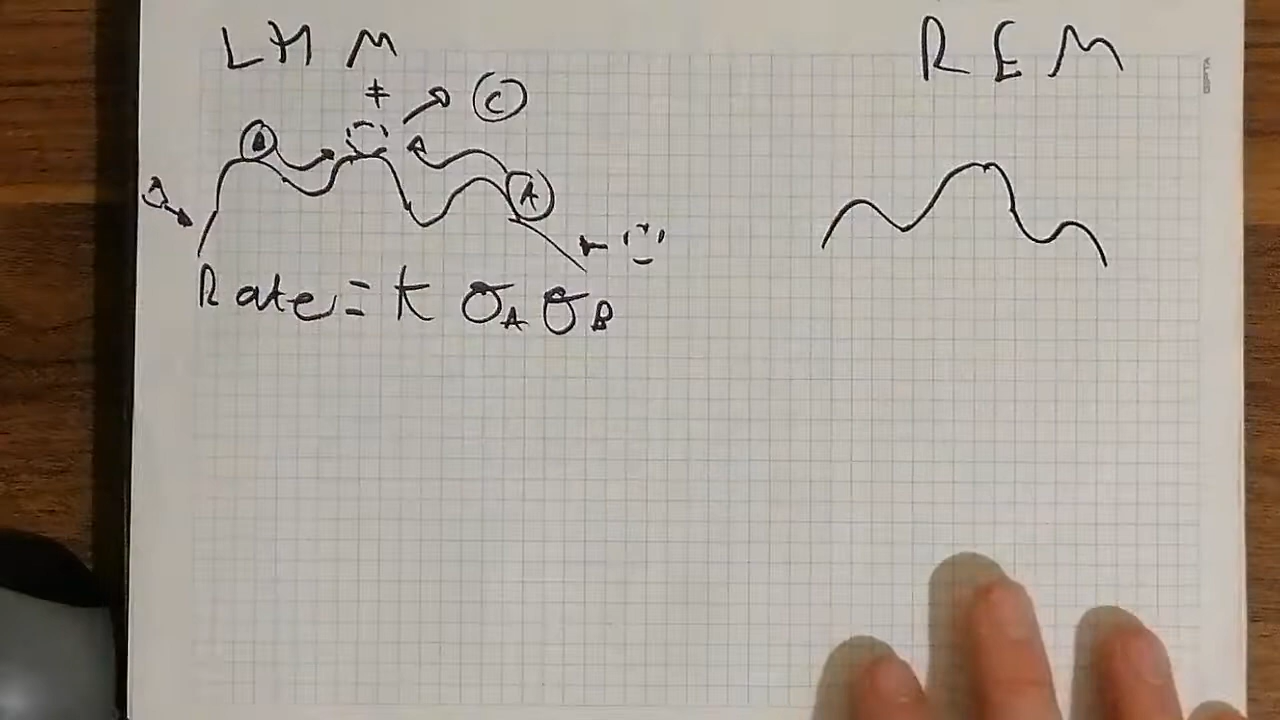 LHM
REM
‡
C
B
A
Rate = k σA σB